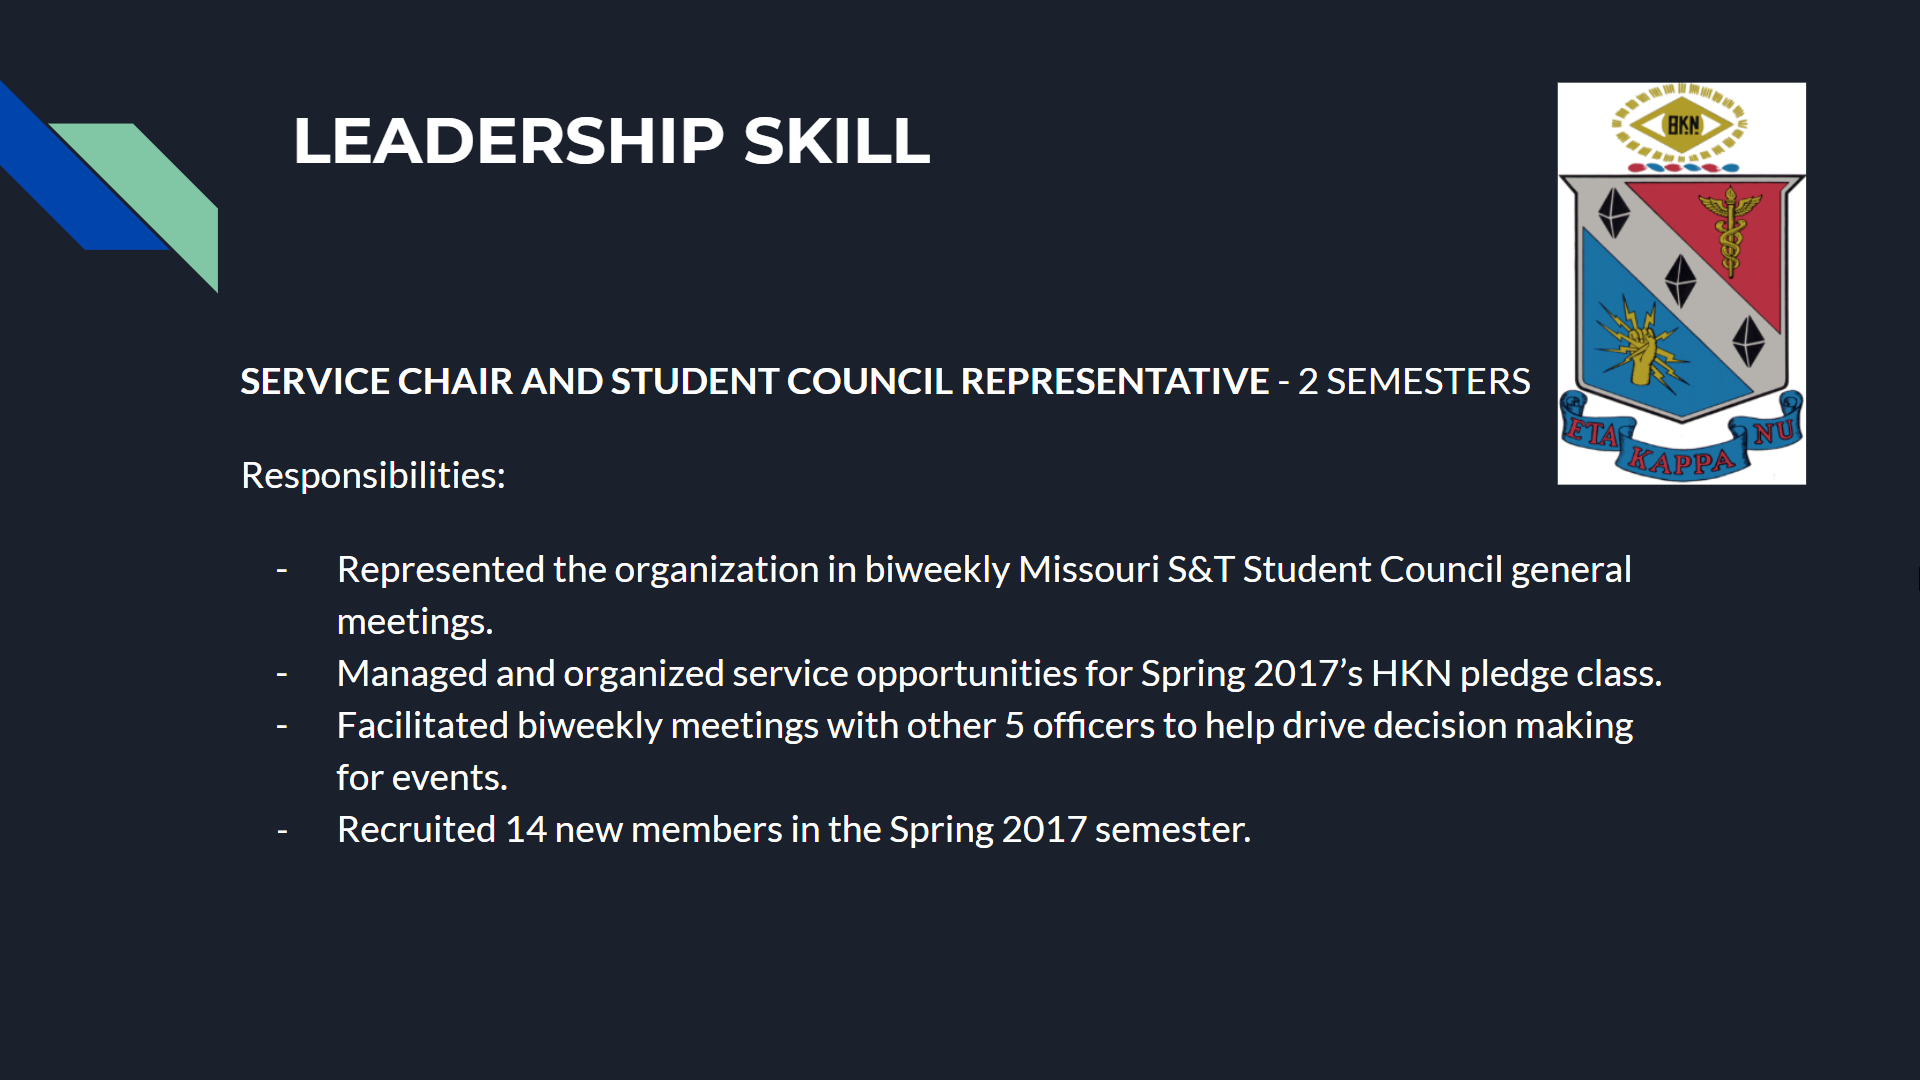 LEADERSHIP SKILL
BKN
SERVICE CHAIR AND STUDENT COUNCIL REPRESENTATIVE - 2 SEMESTERS
ETA KAPPA NU
Responsibilities:
- Represented the organization in biweekly Missouri S&T Student Council general
meetings.
- Managed and organized service opportunities for Spring 2017’s HKN pledge class.
- Facilitated biweekly meetings with other 5 officers to help drive decision making
for events.
- Recruited 14 new members in the Spring 2017 semester.